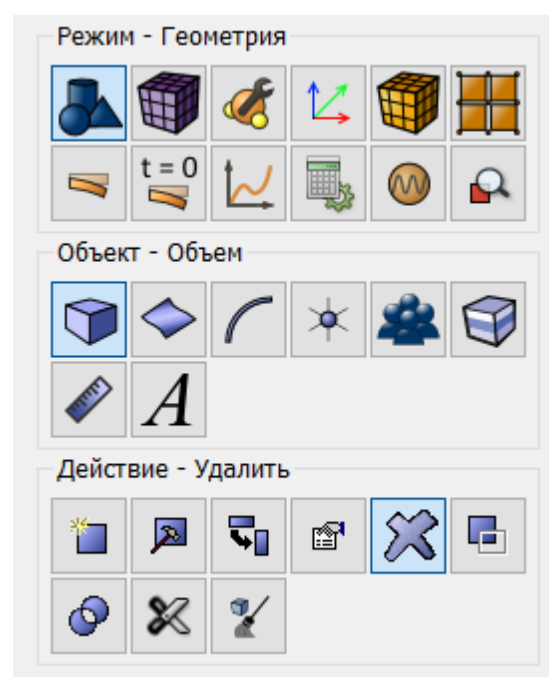 Режим - Геометрия
t = 0
Объект - Объем
A
Действие - Удалить